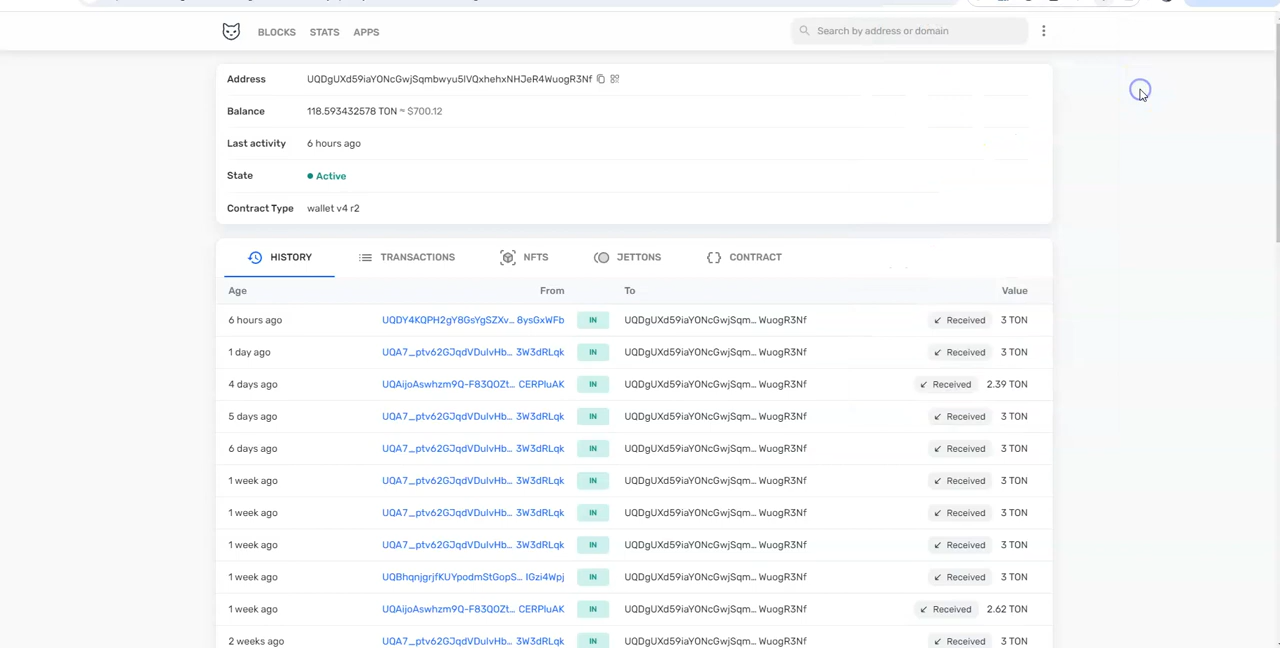 BLOCKS STATS APPS Search by address or domain
Address UQDgUXd59iaYONcGwjSqmbwyu5lVQxhehxNHJeR4WuogR3Nf
Balance 118.593432578 TON ~ $700.12
Last activity 6 hours ago
State Active
Contract Type wallet v4 r2
HISTORY TRANSACTIONS NFTS JETTONS CONTRACT
Age From To Value
6 hours ago UQDY4KQPH2gY8GsYgSZXv... 8ysGxWFb IN UQDgUXd59iaYONcGwjSqm... WuogR3Nf Received 3 TON
1 day ago UQA7_ptv62GJqdVDulvHb... 3W3dRLqk IN UQDgUXd59iaYONcGwjSqm... WuogR3Nf Received 3 TON
4 days ago UQAijoAswhzm9Q-F83QOZt... CERPluAK IN UQDgUXd59iaYONcGwjSqm... WuogR3Nf Received 2.39 TON
5 days ago UQA7_ptv62GJqdVDulvHb... 3W3dRLqk IN UQDgUXd59iaYONcGwjSqm... WuogR3Nf Received 3 TON
6 days ago UQA7_ptv62GJqdVDulvHb... 3W3dRLqk IN UQDgUXd59iaYONcGwjSqm... WuogR3Nf Received 3 TON
1 week ago UQA7_ptv62GJqdVDulvHb... 3W3dRLqk IN UQDgUXd59iaYONcGwjSqm... WuogR3Nf Received 3 TON
1 week ago UQA7_ptv62GJqdVDulvHb... 3W3dRLqk IN UQDgUXd59iaYONcGwjSqm... WuogR3Nf Received 3 TON
1 week ago UQA7_ptv62GJqdVDulvHb... 3W3dRLqk IN UQDgUXd59iaYONcGwjSqm... WuogR3Nf Received 3 TON
1 week ago UQBhqnjgrjfKUYpodmStGopS... IGzi4Wpj IN UQDgUXd59iaYONcGwjSqm... WuogR3Nf Received 3 TON
1 week ago UQAijoAswhzm9Q-F83QOZt... CERPluAK IN UQDgUXd59iaYONcGwjSqm... WuogR3Nf Received 2.62 TON
2 weeks ago UQA7_ptv62GJqdVDulvHb... 3W3dRLqk IN UQDgUXd59iaYONcGwjSqm... WuogR3Nf Received 3 TON